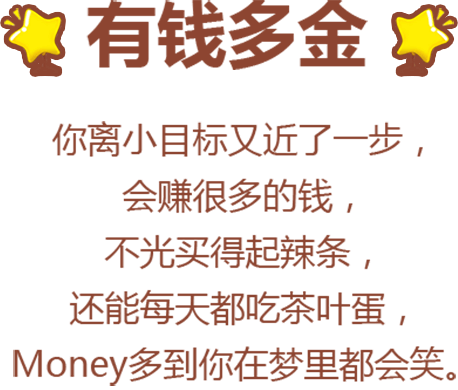 有钱多金
你离小目标又近了一步，
会赚很多的钱，
不光买得起辣条，
还能每天都吃茶叶蛋，
Money多到你在梦里都会笑。